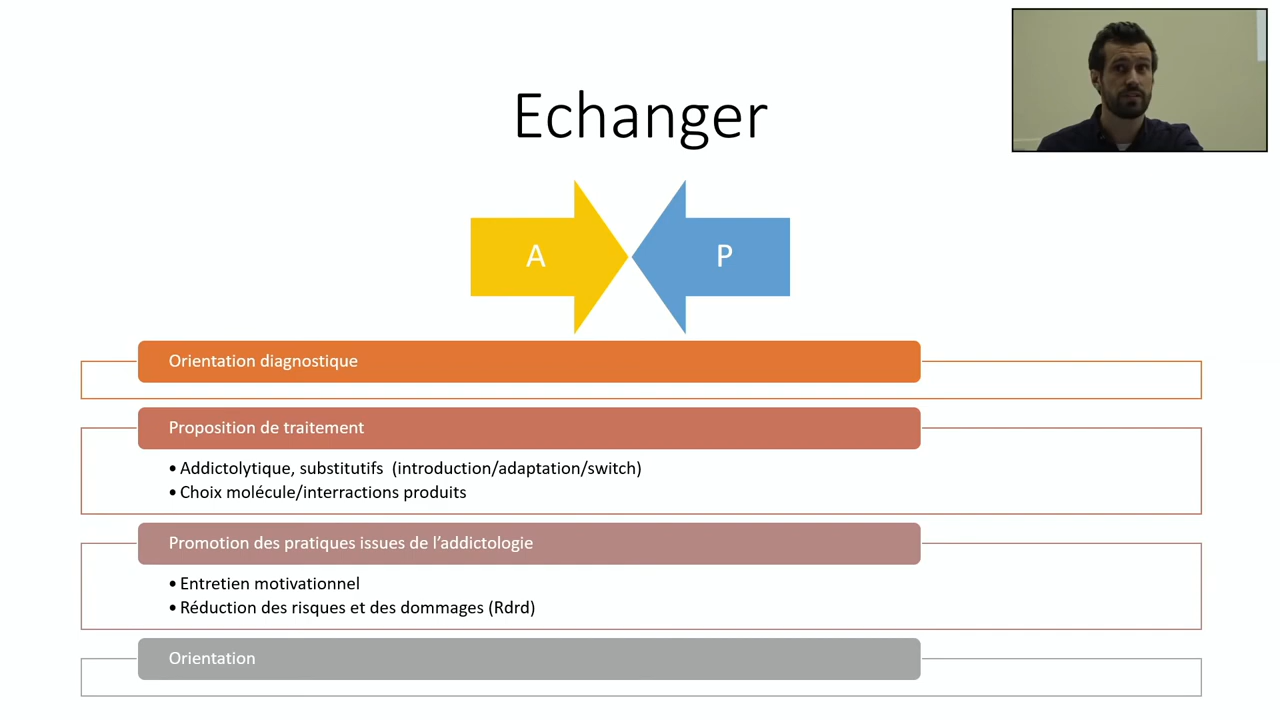 Echanger
A
P
Orientation diagnostique
Proposition de traitement
• Addictolytique, substitutifs (introduction/adaptation/switch)
• Choix molécule/interractions produits
Promotion des pratiques issues de l’addictologie
• Entretien motivationnel
• Réduction des risques et des dommages (Rdrd)
Orientation